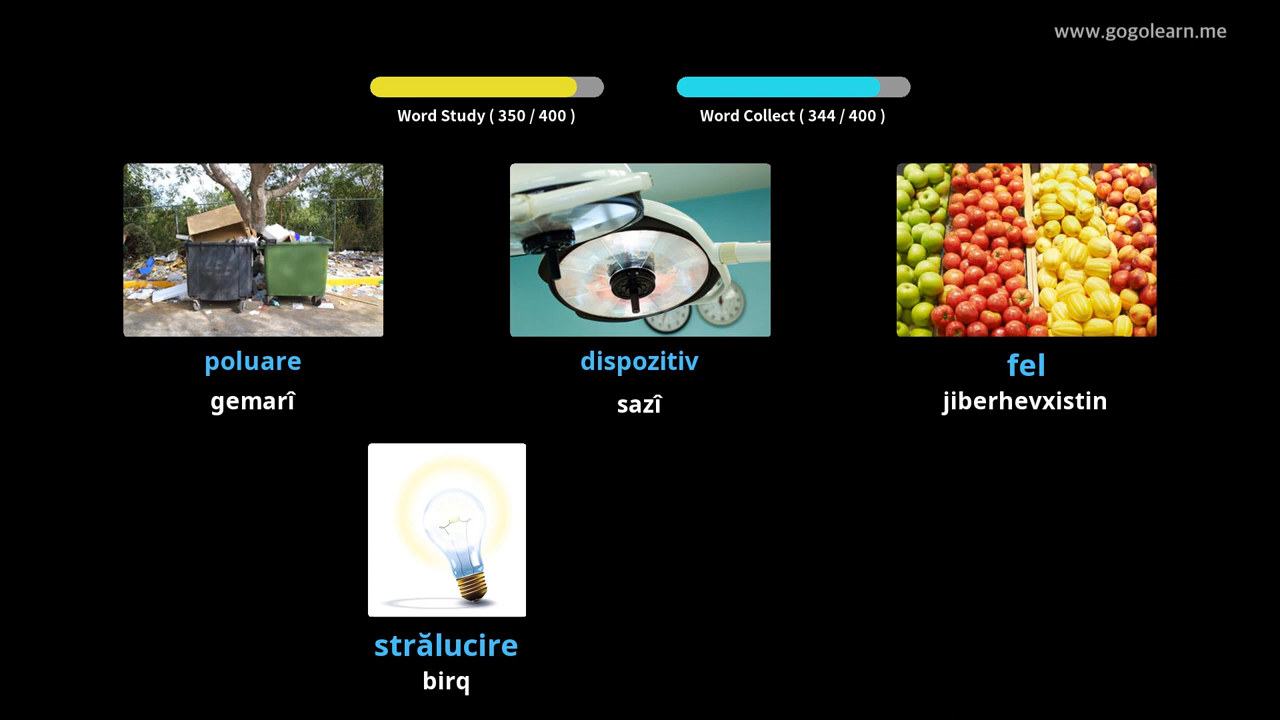 www.gogolearn.me
Word Study ( 350 / 400 )
Word Collect ( 344 / 400 )
poluare
gemarî
dispozitiv
sazî
fel
jiberhevxistin
strălucire
birq